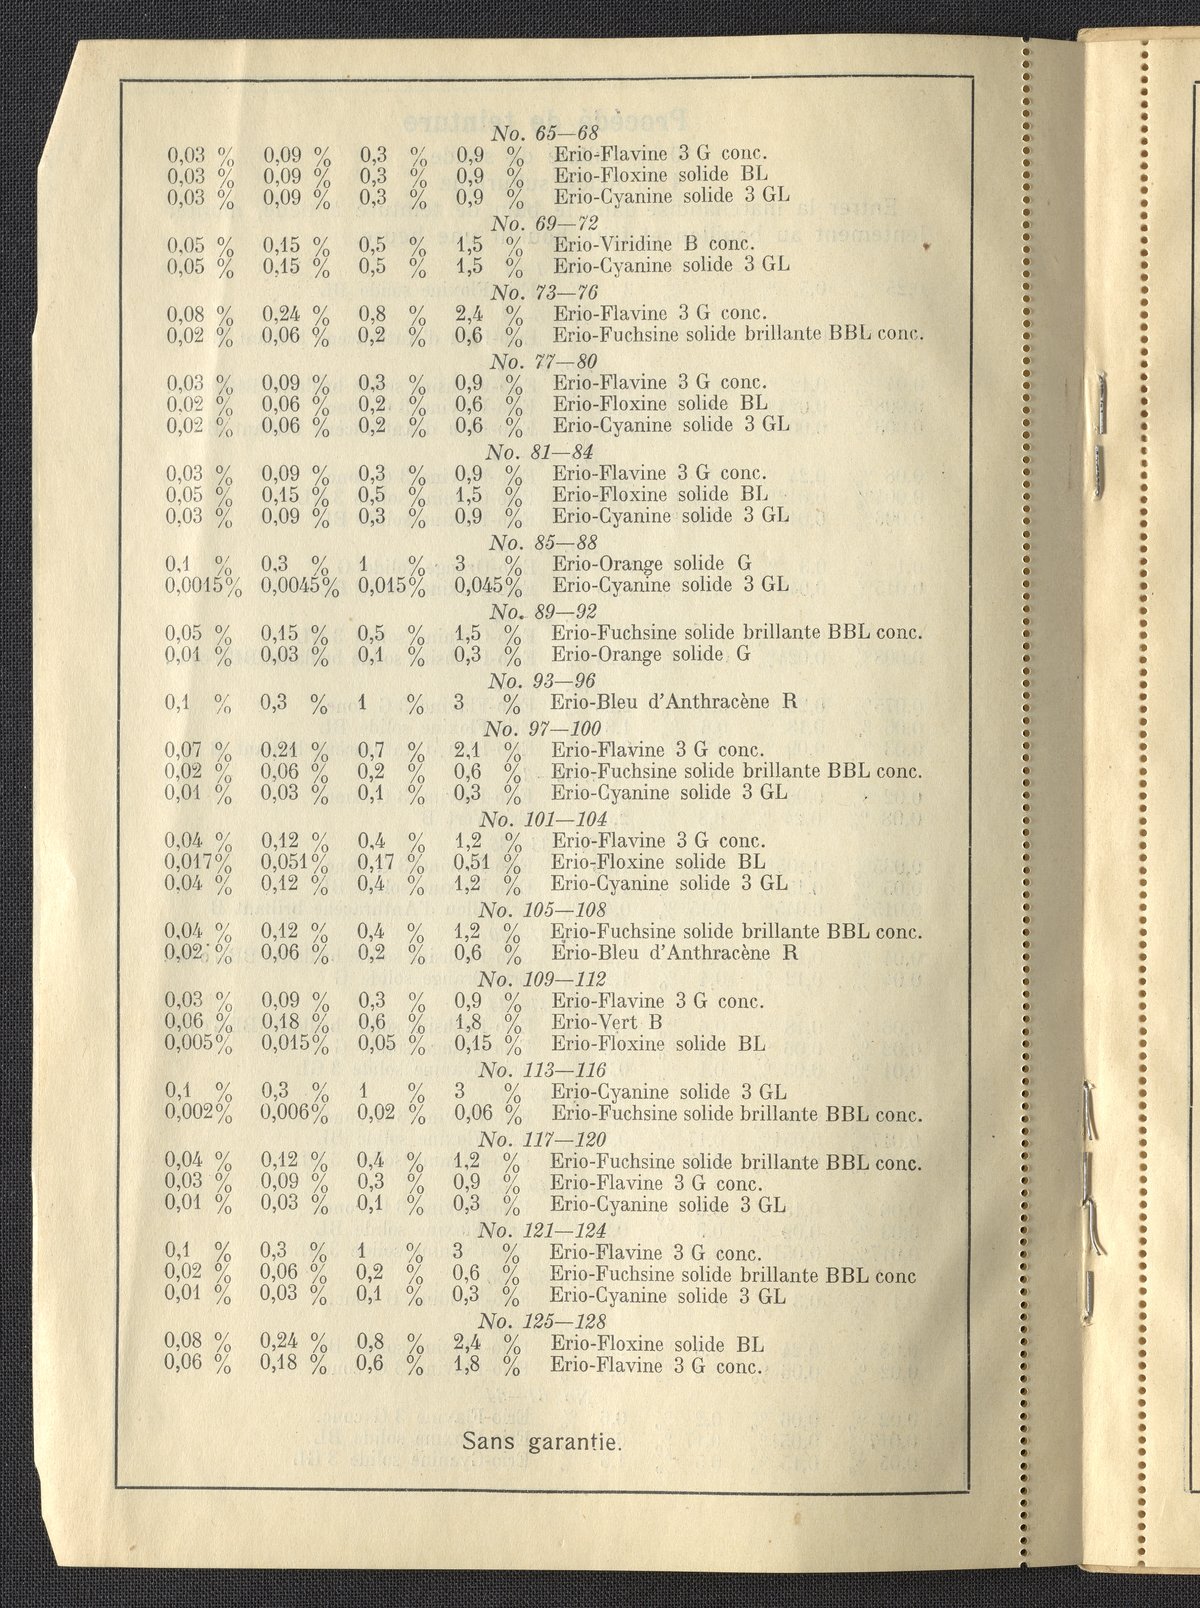 No. 65—68
0,03 % 0,09 % 0,3 % 0,9 % Erio-Flavine 3 G conc.
0,03 % 0,09 % 0,3 % 0,9 % Erio-Floxine solide BL
0,03 % 0,09 % 0,3 % 0,9 % Erio-Cyanine solide 3 GL
No. 69—72
0,05 % 0,15 % 0,5 % 1,5 % Erio-Viridine B conc.
0,05 % 0,15 % 0,5 % 1,5 % Erio-Cyanine solide 3 GL
No. 73—76
0,08 % 0,24 % 0,8 % 2,4 % Erio-Flavine 3 G conc.
0,02 % 0,06 % 0,2 % 0,6 % Erio-Fuchsine solide brillante BBL conc.
No. 77—80
0,03 % 0,09 % 0,3 % 0,9 % Erio-Flavine 3 G conc.
0,02 % 0,06 % 0,2 % 0,6 % Erio-Floxine solide BL
0,02 % 0,06 % 0,2 % 0,6 % Erio-Cyanine solide 3 GL
No. 81—84
0,03 % 0,09 % 0,3 % 0,9 % Erio-Flavine 3 G conc.
0,05 % 0,15 % 0,5 % 1,5 % Erio-Floxine solide BL
0,03 % 0,09 % 0,3 % 0,9 % Erio-Cyanine solide 3 GL
No. 85—88
0,1 % 0,3 % 1 % 3 % Erio-Orange solide G
0,0015% 0,0045% 0,015% 0,045% Erio-Cyanine solide 3 GL
No. 89—92
0,05 % 0,15 % 0,5 % 1,5 % Erio-Fuchsine solide brillante BBL conc.
0,01 % 0,03 % 0,1 % 0,3 % Erio-Orange solide G
No. 93—96
0,1 % 0,3 % 1 % 3 % Erio-Bleu d'Anthracène R
No. 97—100
0,07 % 0,21 % 0,7 % 2,1 % Erio-Flavine 3 G conc.
0,02 % 0,06 % 0,2 % 0,6 % Erio-Fuchsine solide brillante BBL conc.
0,01 % 0,03 % 0,1 % 0,3 % Erio-Cyanine solide 3 GL
No. 101—104
0,04 % 0,12 % 0,4 % 1,2 % Erio-Flavine 3 G conc.
0,017% 0,051% 0,17 % 0,51 % Erio-Floxine solide BL
0,04 % 0,12 % 0,4 % 1,2 % Erio-Cyanine solide 3 GL
No. 105—108
0,04 % 0,12 % 0,4 % 1,2 % Erio-Fuchsine solide brillante BBL conc.
0,02 % 0,06 % 0,2 % 0,6 % Erio-Bleu d'Anthracène R
No. 109—112
0,03 % 0,09 % 0,3 % 0,9 % Erio-Flavine 3 G conc.
0,06 % 0,18 % 0,6 % 1,8 % Erio-Vert B
0,005% 0,015% 0,05 % 0,15 % Erio-Floxine solide BL
No. 113—116
0,1 % 0,3 % 1 % 3 % Erio-Cyanine solide 3 GL
0,002% 0,006% 0,02 % 0,06 % Erio-Fuchsine solide brillante BBL conc.
No. 117—120
0,04 % 0,12 % 0,4 % 1,2 % Erio-Fuchsine solide brillante BBL conc.
0,03 % 0,09 % 0,3 % 0,9 % Erio-Flavine 3 G conc.
0,01 % 0,03 % 0,1 % 0,3 % Erio-Cyanine solide 3 GL
No. 121—124
0,1 % 0,3 % 1 % 3 % Erio-Flavine 3 G conc.
0,02 % 0,06 % 0,2 % 0,6 % Erio-Fuchsine solide brillante BBL conc
0,01 % 0,03 % 0,1 % 0,3 % Erio-Cyanine solide 3 GL
No. 125—128
0,08 % 0,24 % 0,8 % 2,4 % Erio-Floxine solide BL
0,06 % 0,18 % 0,6 % 1,8 % Erio-Flavine 3 G conc.
Sans garantie.